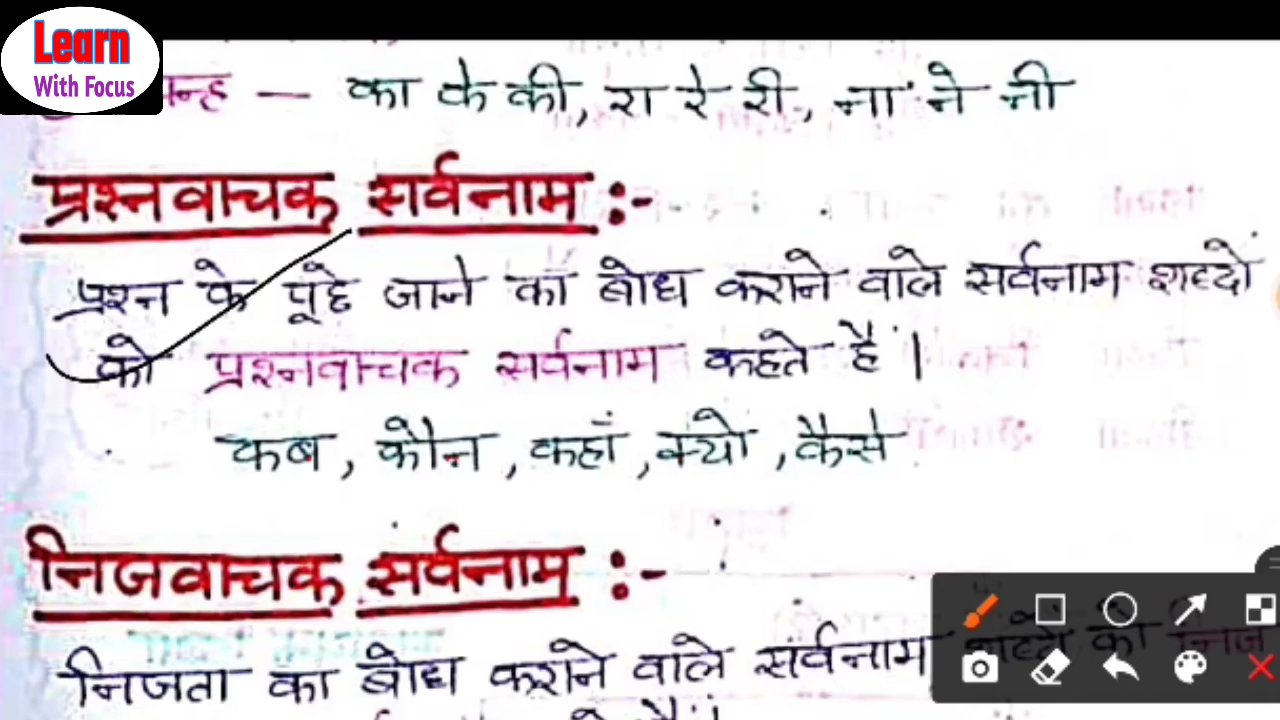 Learn
With Focus
न्ह — का के की, रा रे री, ना ने नी
प्रश्नवाचक सर्वनाम :-
प्रश्न के पूछे जाने का बोध कराने वाले सर्वनाम शब्दों
को प्रश्नवाचक सर्वनाम कहते हैं।
कब, कौन, कहाँ, क्यो, कैसे
निजवाचक सर्वनाम :-
निजता का बोध कराने वाले सर्वनाम शब्दो को निज